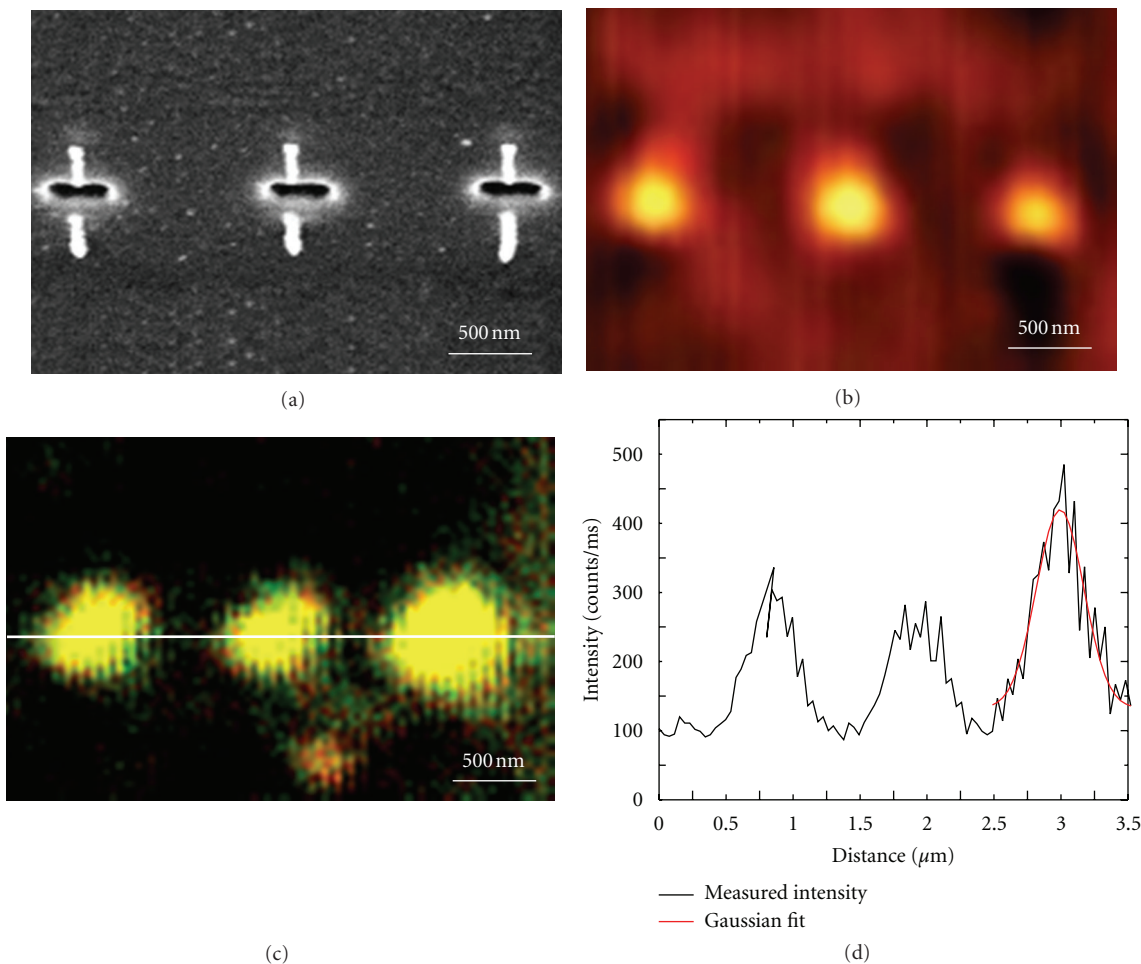 500 nm
(a)
500 nm
(b)
500 nm
(c)
500
400
300
200
100
0
Intensity (counts/ms)
0 0.5 1 1.5 2 2.5 3 3.5
Distance (μm)
Measured intensity
Gaussian fit
(d)